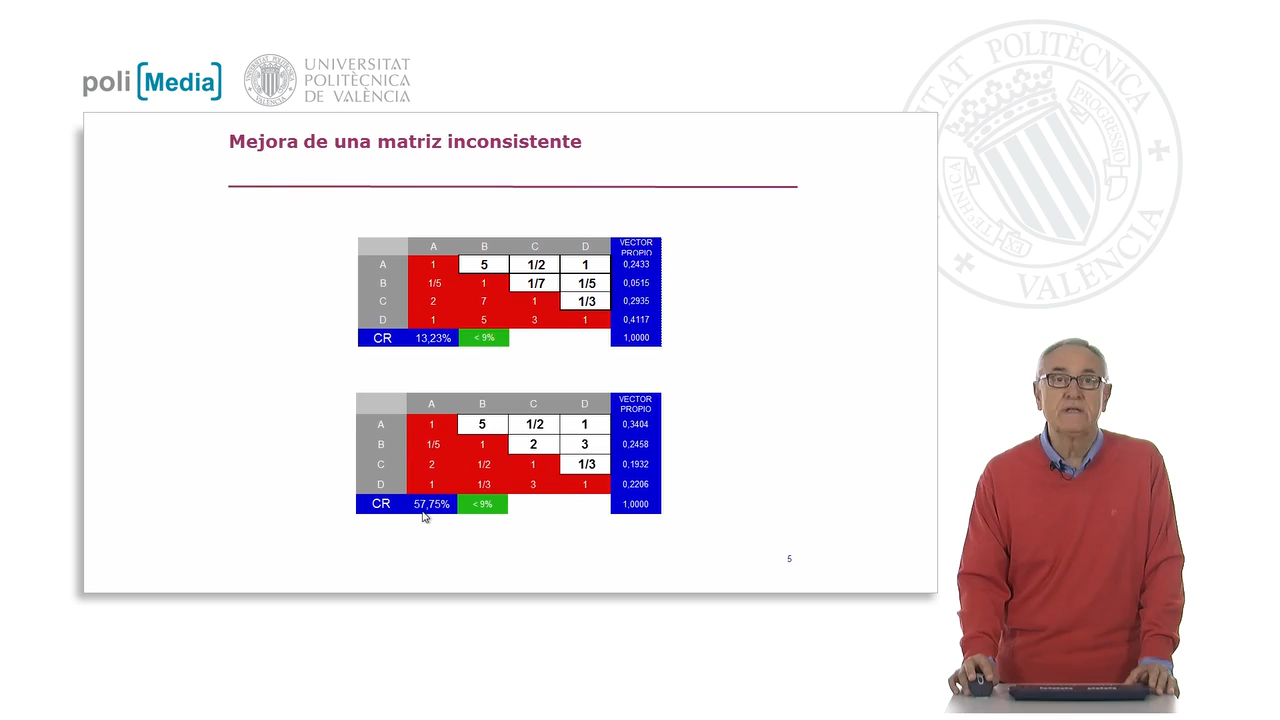 poli [Media]
UNIVERSITAT
POLITÈCNICA
DE VALÈNCIA
Mejora de una matriz inconsistente
A B C D VECTOR PROPIO
A 1 5 1/2 1 0,2433
B 1/5 1 1/7 1/5 0,0515
C 2 7 1 1/3 0,2935
D 1 5 3 1 0,4117
CR 13,23% < 9% 1,0000
A B C D VECTOR PROPIO
A 1 5 1/2 1 0,3404
B 1/5 1 2 3 0,2458
C 2 1/2 1 1/3 0,1932
D 1 1/3 3 1 0,2206
CR 57,75% < 9% 1,0000
5
POLITÈCNICA
VALÈNCIA
PROGRESSIO